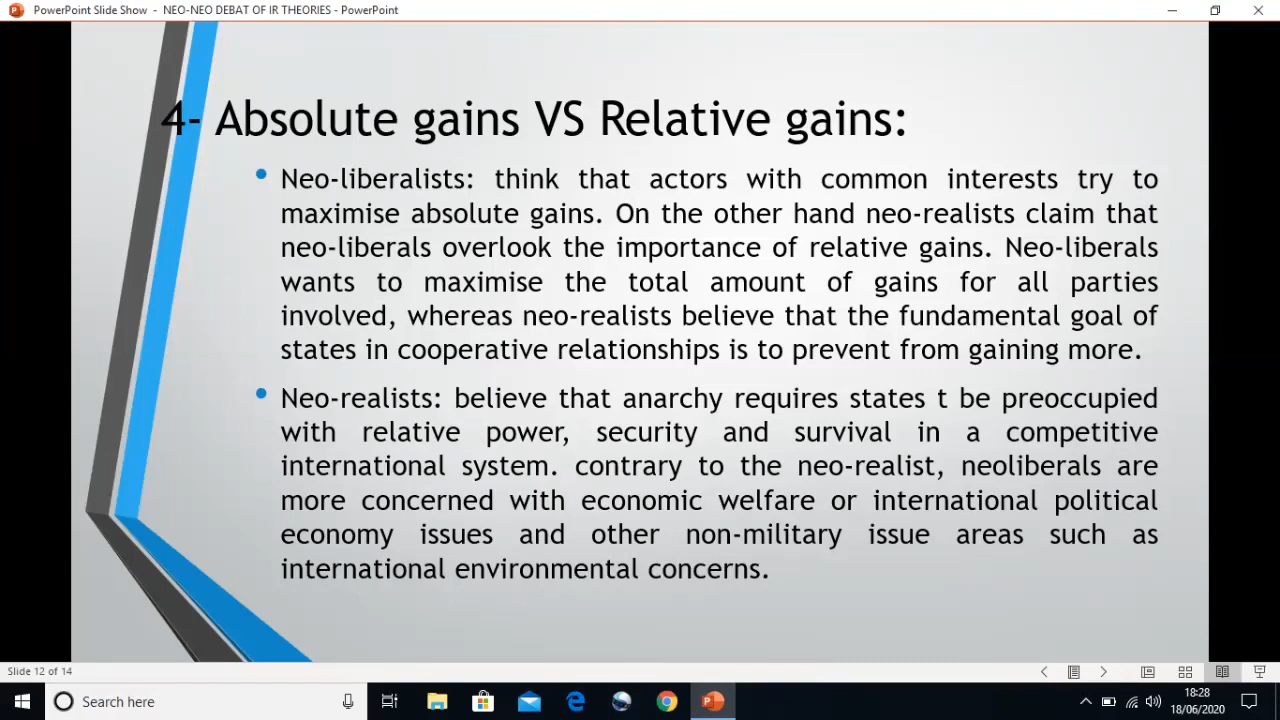 PowerPoint Slide Show - NEO-NEO DEBAT OF IR THEORIES - PowerPoint
4- Absolute gains VS Relative gains:
• Neo-liberalists: think that actors with common interests try to
maximise absolute gains. On the other hand neo-realists claim that
neo-liberals overlook the importance of relative gains. Neo-liberals
wants to maximise the total amount of gains for all parties
involved, whereas neo-realists believe that the fundamental goal of
states in cooperative relationships is to prevent from gaining more.
• Neo-realists: believe that anarchy requires states t be preoccupied
with relative power, security and survival in a competitive
international system. contrary to the neo-realist, neoliberals are
more concerned with economic welfare or international political
economy issues and other non-military issue areas such as
international environmental concerns.
Slide 12 of 14
Search here
18:28
18/06/2020